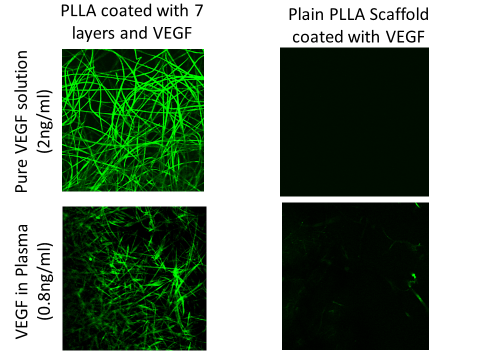 PLLA coated with 7
layers and VEGF
Plain PLLA Scaffold
coated with VEGF
Pure VEGF solution
(2ng/ml)
VEGF in Plasma
(0.8ng/ml)